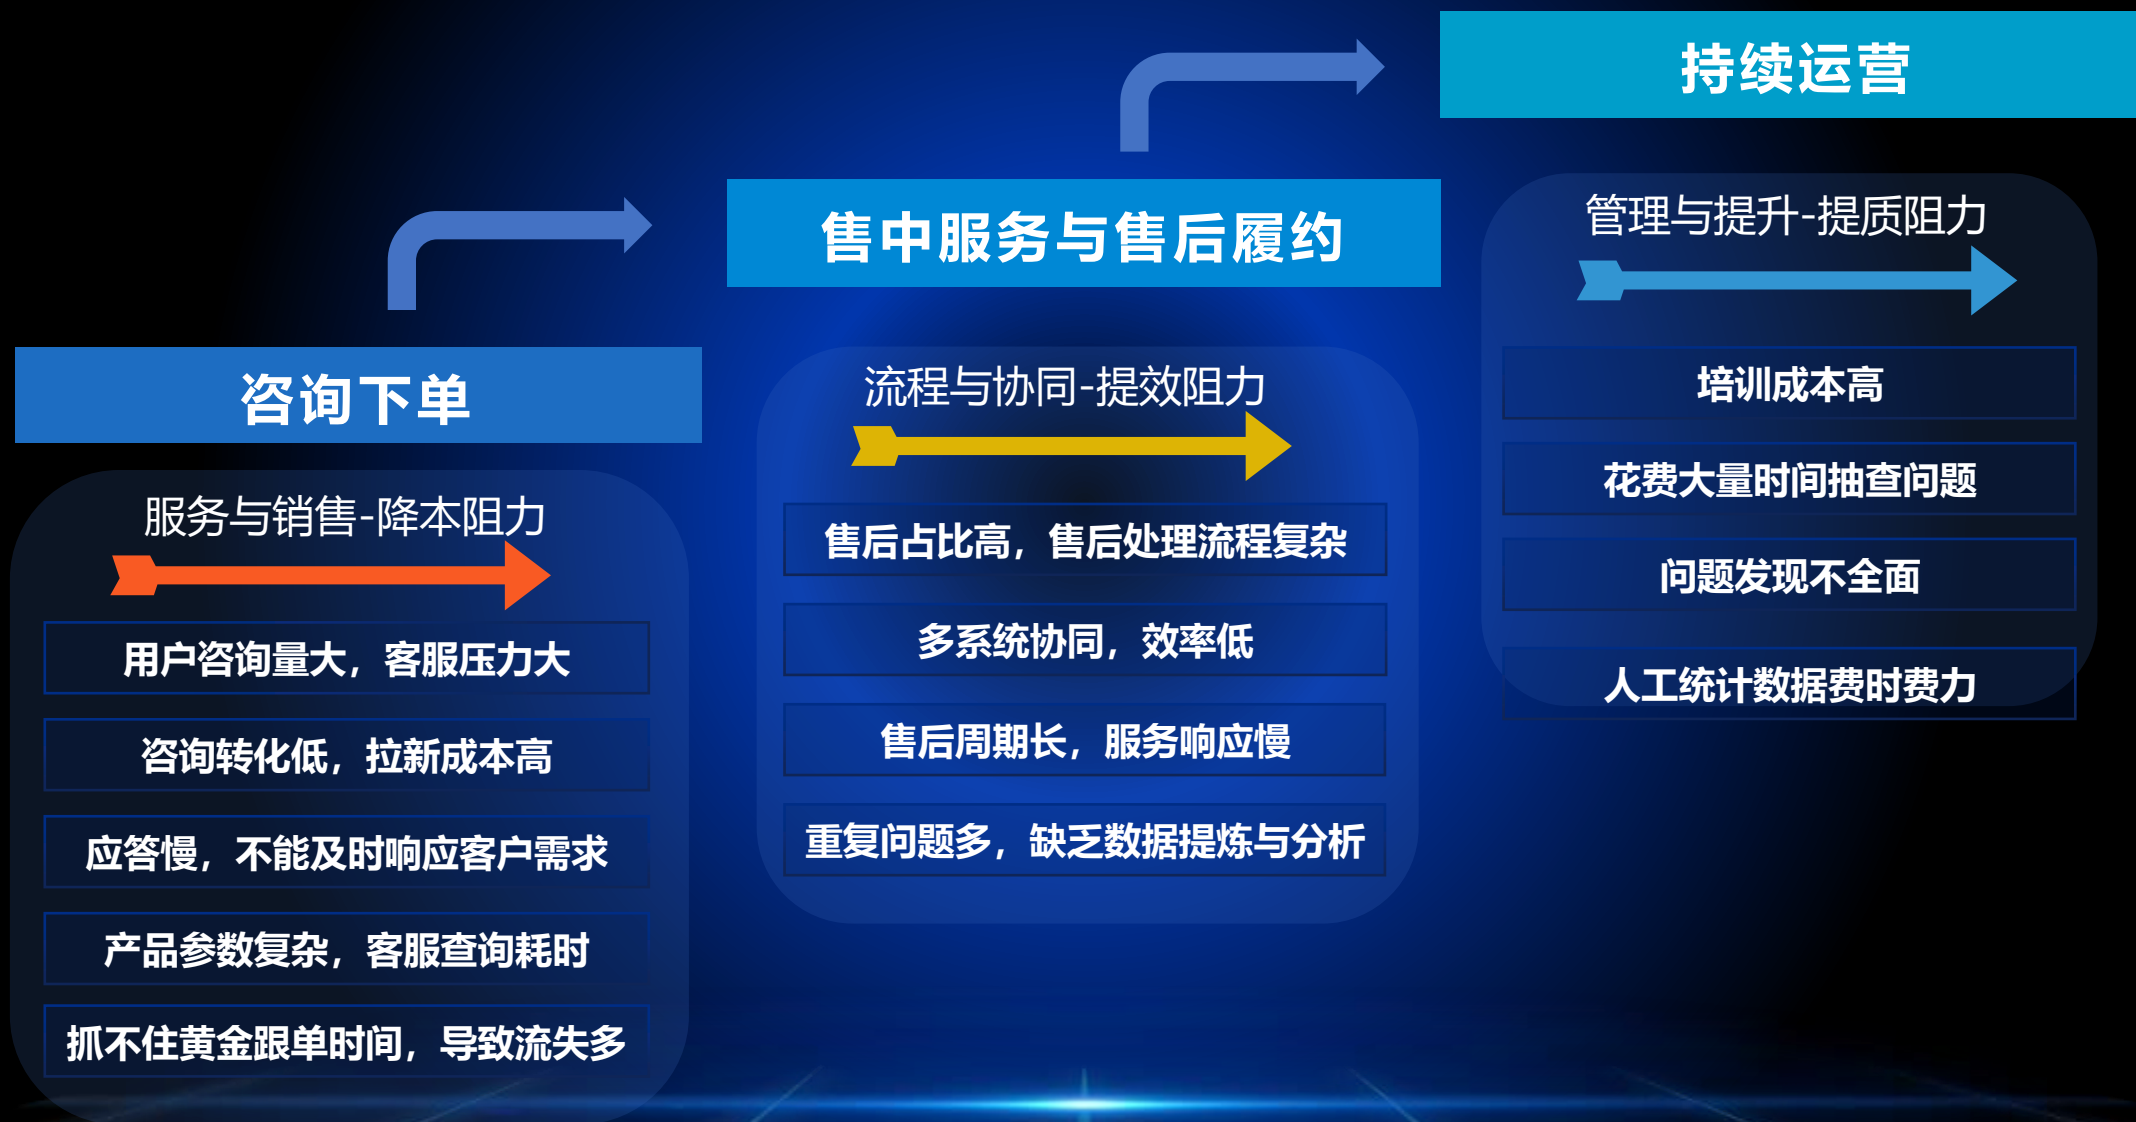 咨询下单
服务与销售-降本阻力
用户咨询量大，客服压力大
咨询转化低，拉新成本高
应答慢，不能及时响应客户需求
产品参数复杂，客服查询耗时
抓不住黄金跟单时间，导致流失多
售中服务与售后履约
流程与协同-提效阻力
售后占比高，售后处理流程复杂
多系统协同，效率低
售后周期长，服务响应慢
重复问题多，缺乏数据提炼与分析
持续运营
管理与提升-提质阻力
培训成本高
花费大量时间抽查问题
问题发现不全面
人工统计数据费时费力